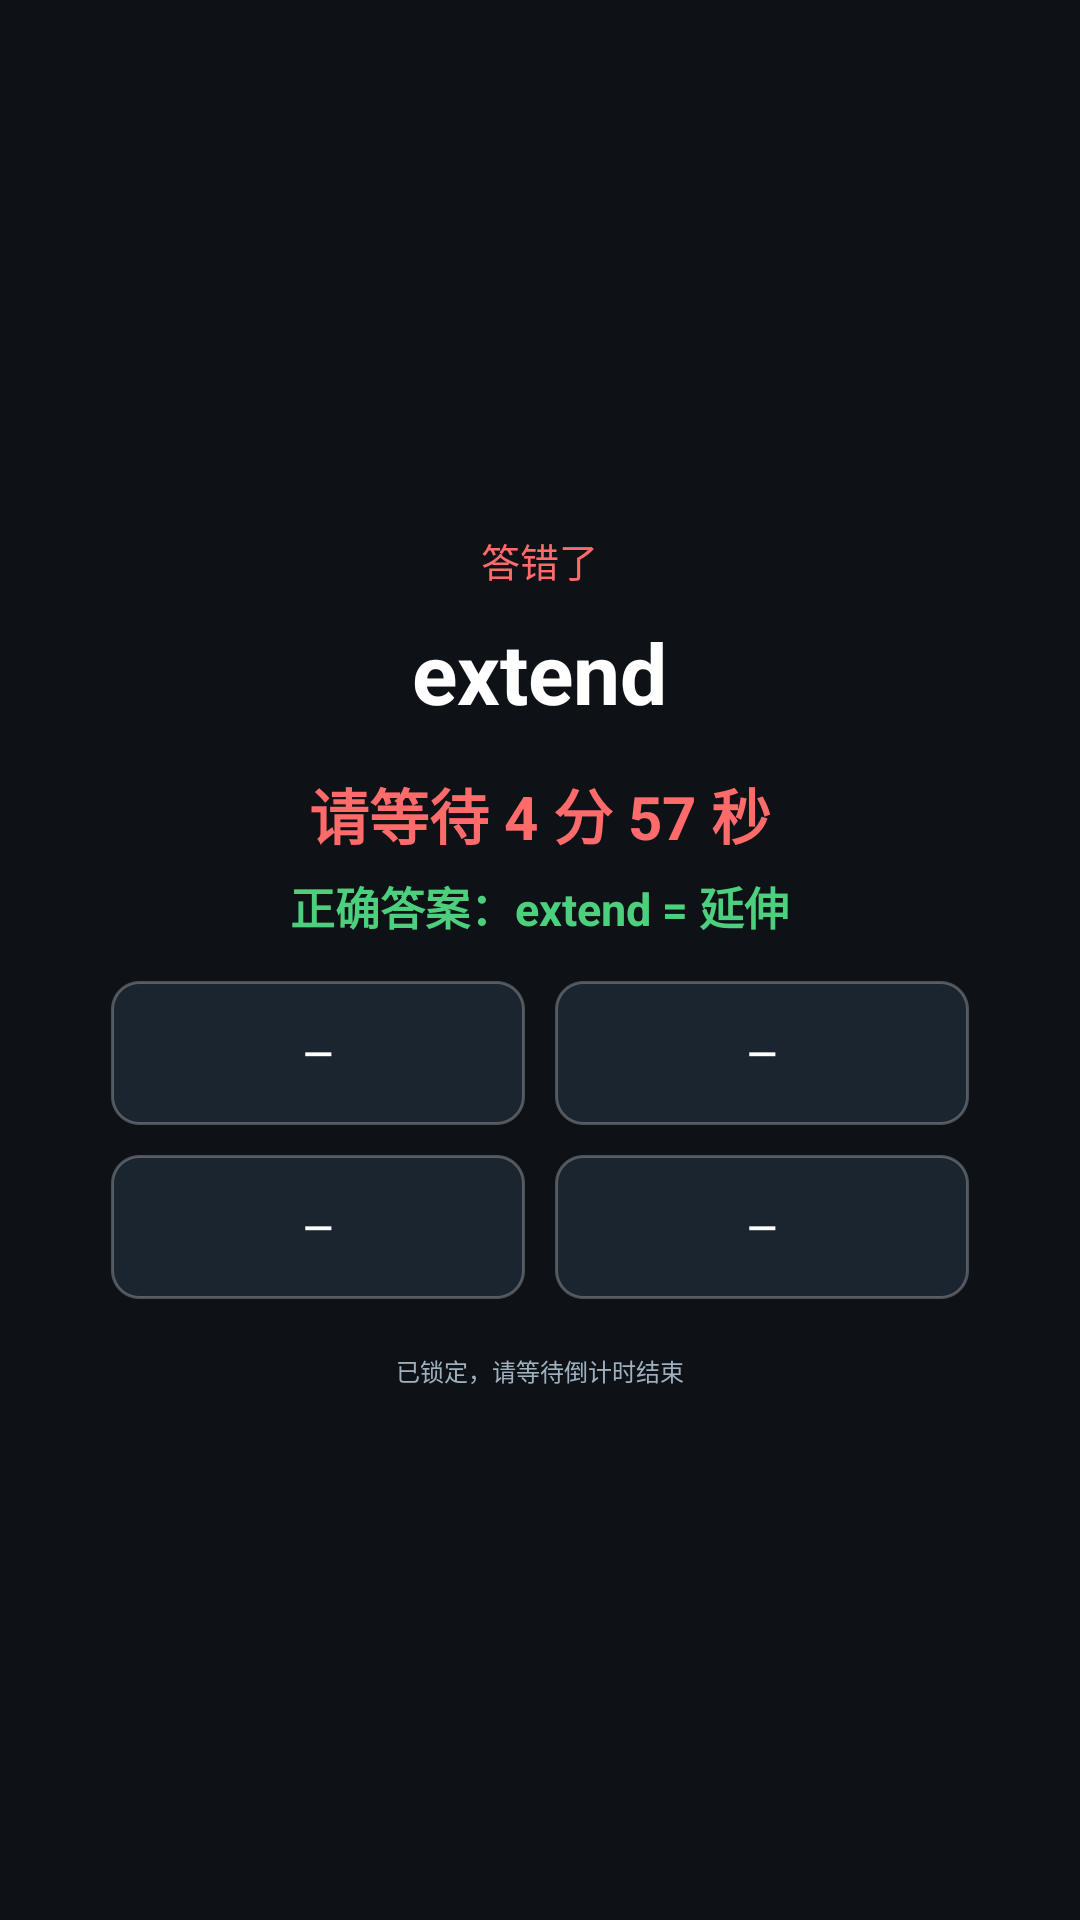 答错了
extend
请等待 4 分 57 秒
正确答案：extend = 延伸
— —
— —
已锁定，请等待倒计时结束